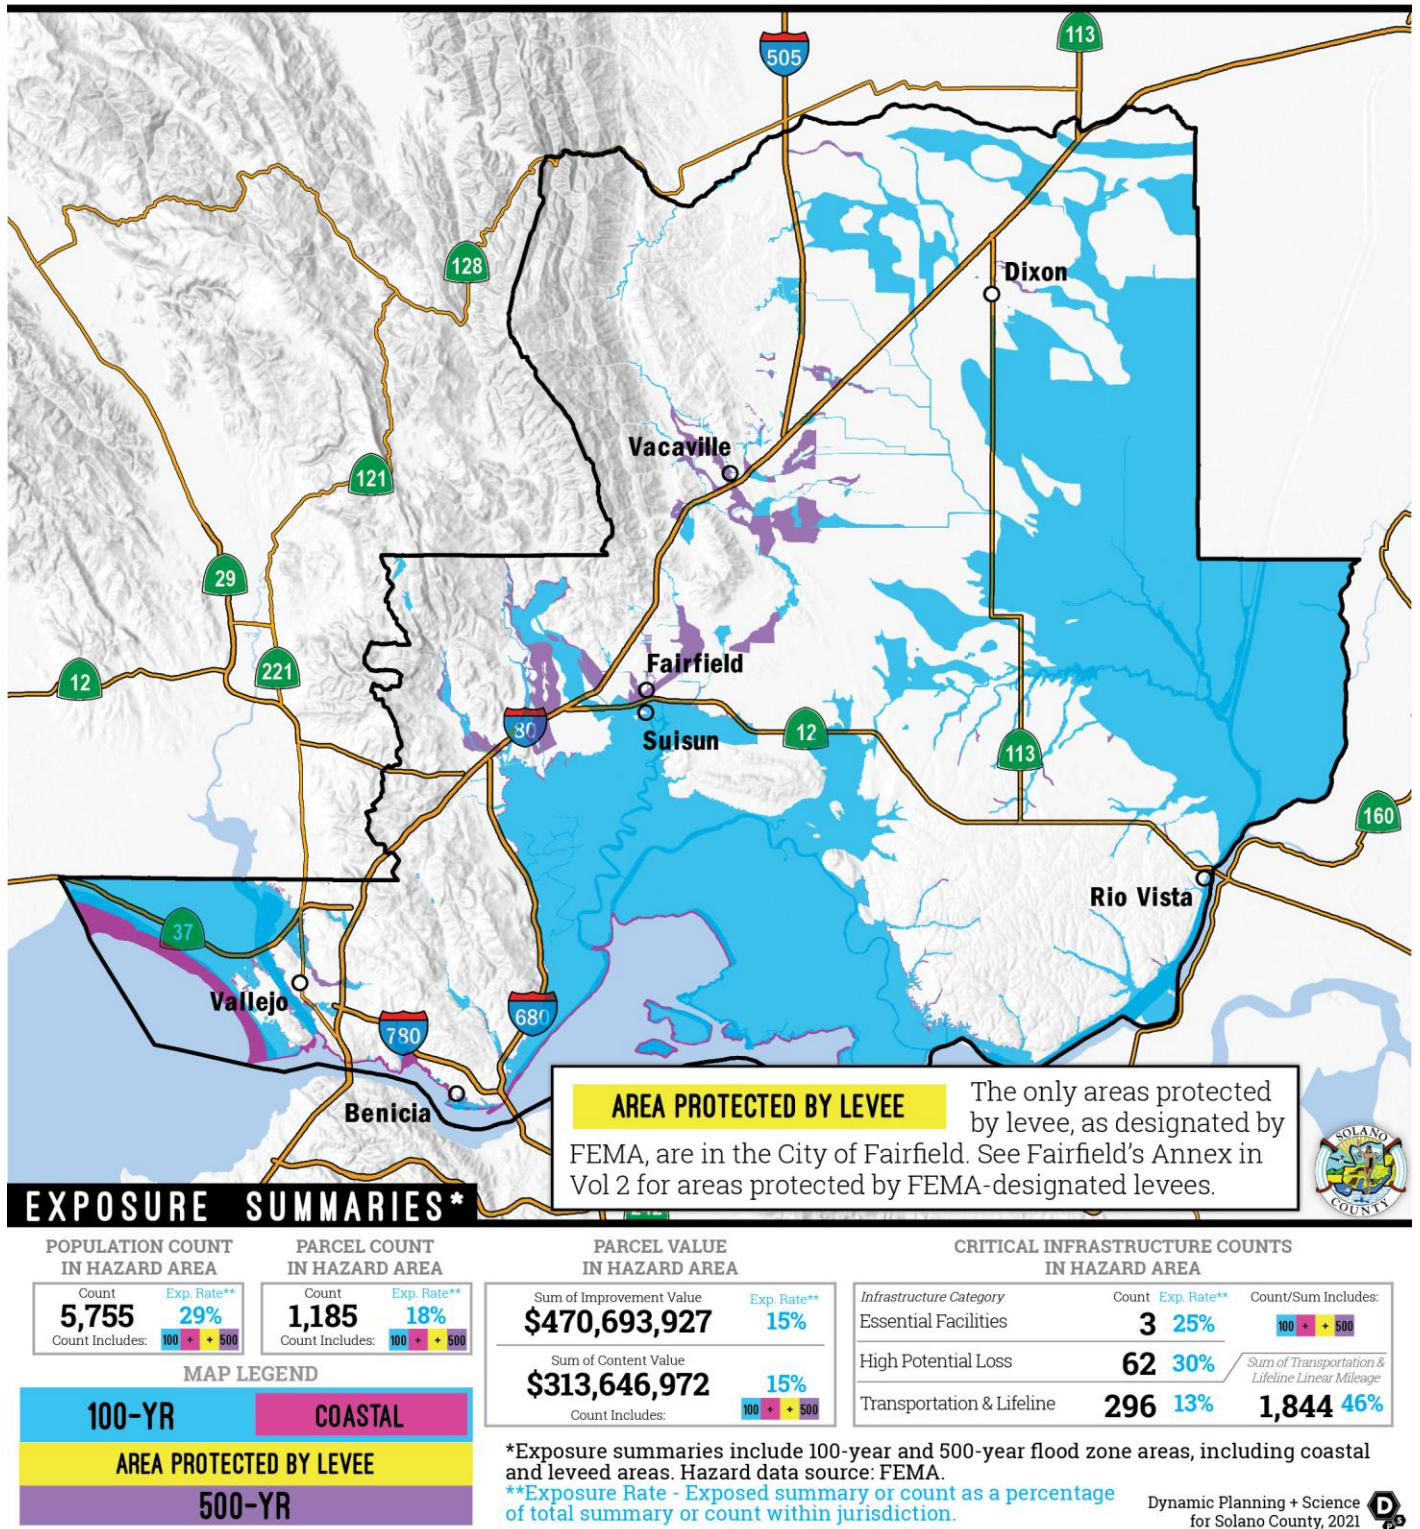 505
113
128
Dixon
Vacaville
121
29
12
221
Fairfield
80
Suisun
12
113
160
Rio Vista
37
Vallejo
680
780
Benicia
AREA PROTECTED BY LEVEE
The only areas protected
by levee, as designated by
FEMA, are in the City of Fairfield. See Fairfield's Annex in
Vol 2 for areas protected by FEMA-designated levees.
SOLANO
COUNTY
EXPOSURE SUMMARIES*
POPULATION COUNT
IN HAZARD AREA
Count Exp. Rate**
5,755 29%
Count Includes: 100 + + 500
PARCEL COUNT
IN HAZARD AREA
Count Exp. Rate**
1,185 18%
Count Includes: 100 + + 500
MAP LEGEND
100-YR COASTAL
AREA PROTECTED BY LEVEE
500-YR
PARCEL VALUE
IN HAZARD AREA
Sum of Improvement Value Exp. Rate**
$470,693,927 15%
Sum of Content Value
$313,646,972 15%
Count Includes: 100 + + 500
CRITICAL INFRASTRUCTURE COUNTS
IN HAZARD AREA
Infrastructure Category Count Exp. Rate** Count/Sum Includes:
Essential Facilities 3 25% 100 + + 500
High Potential Loss 62 30%
Sum of Transportation &
Lifeline Linear Mileage
Transportation & Lifeline 296 13% 1,844 46%
*Exposure summaries include 100-year and 500-year flood zone areas, including coastal
and leveed areas. Hazard data source: FEMA.
**Exposure Rate - Exposed summary or count as a percentage
of total summary or count within jurisdiction.
Dynamic Planning + Science
for Solano County, 2021
D
P S